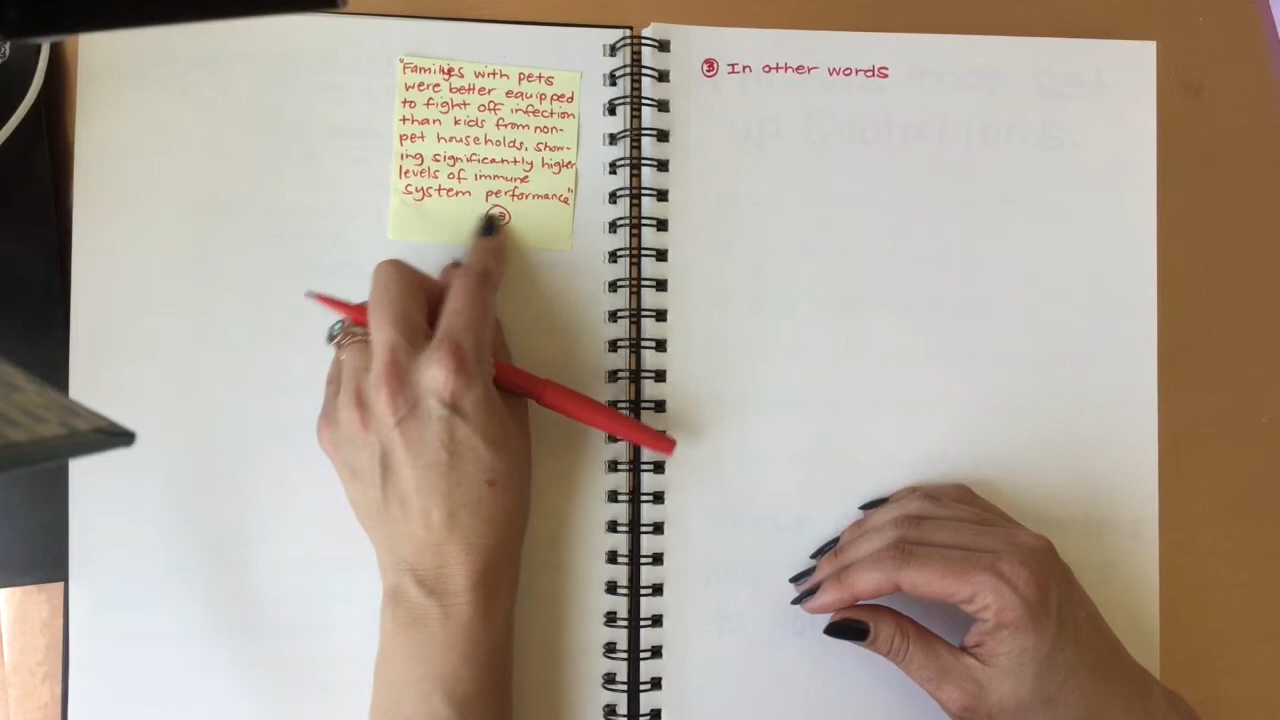 "Families with pets
were better equipped
to fight off infection
than kids from non-
pet households, show-
ing significantly higher
levels of immune
system performance"
③
③ In other words